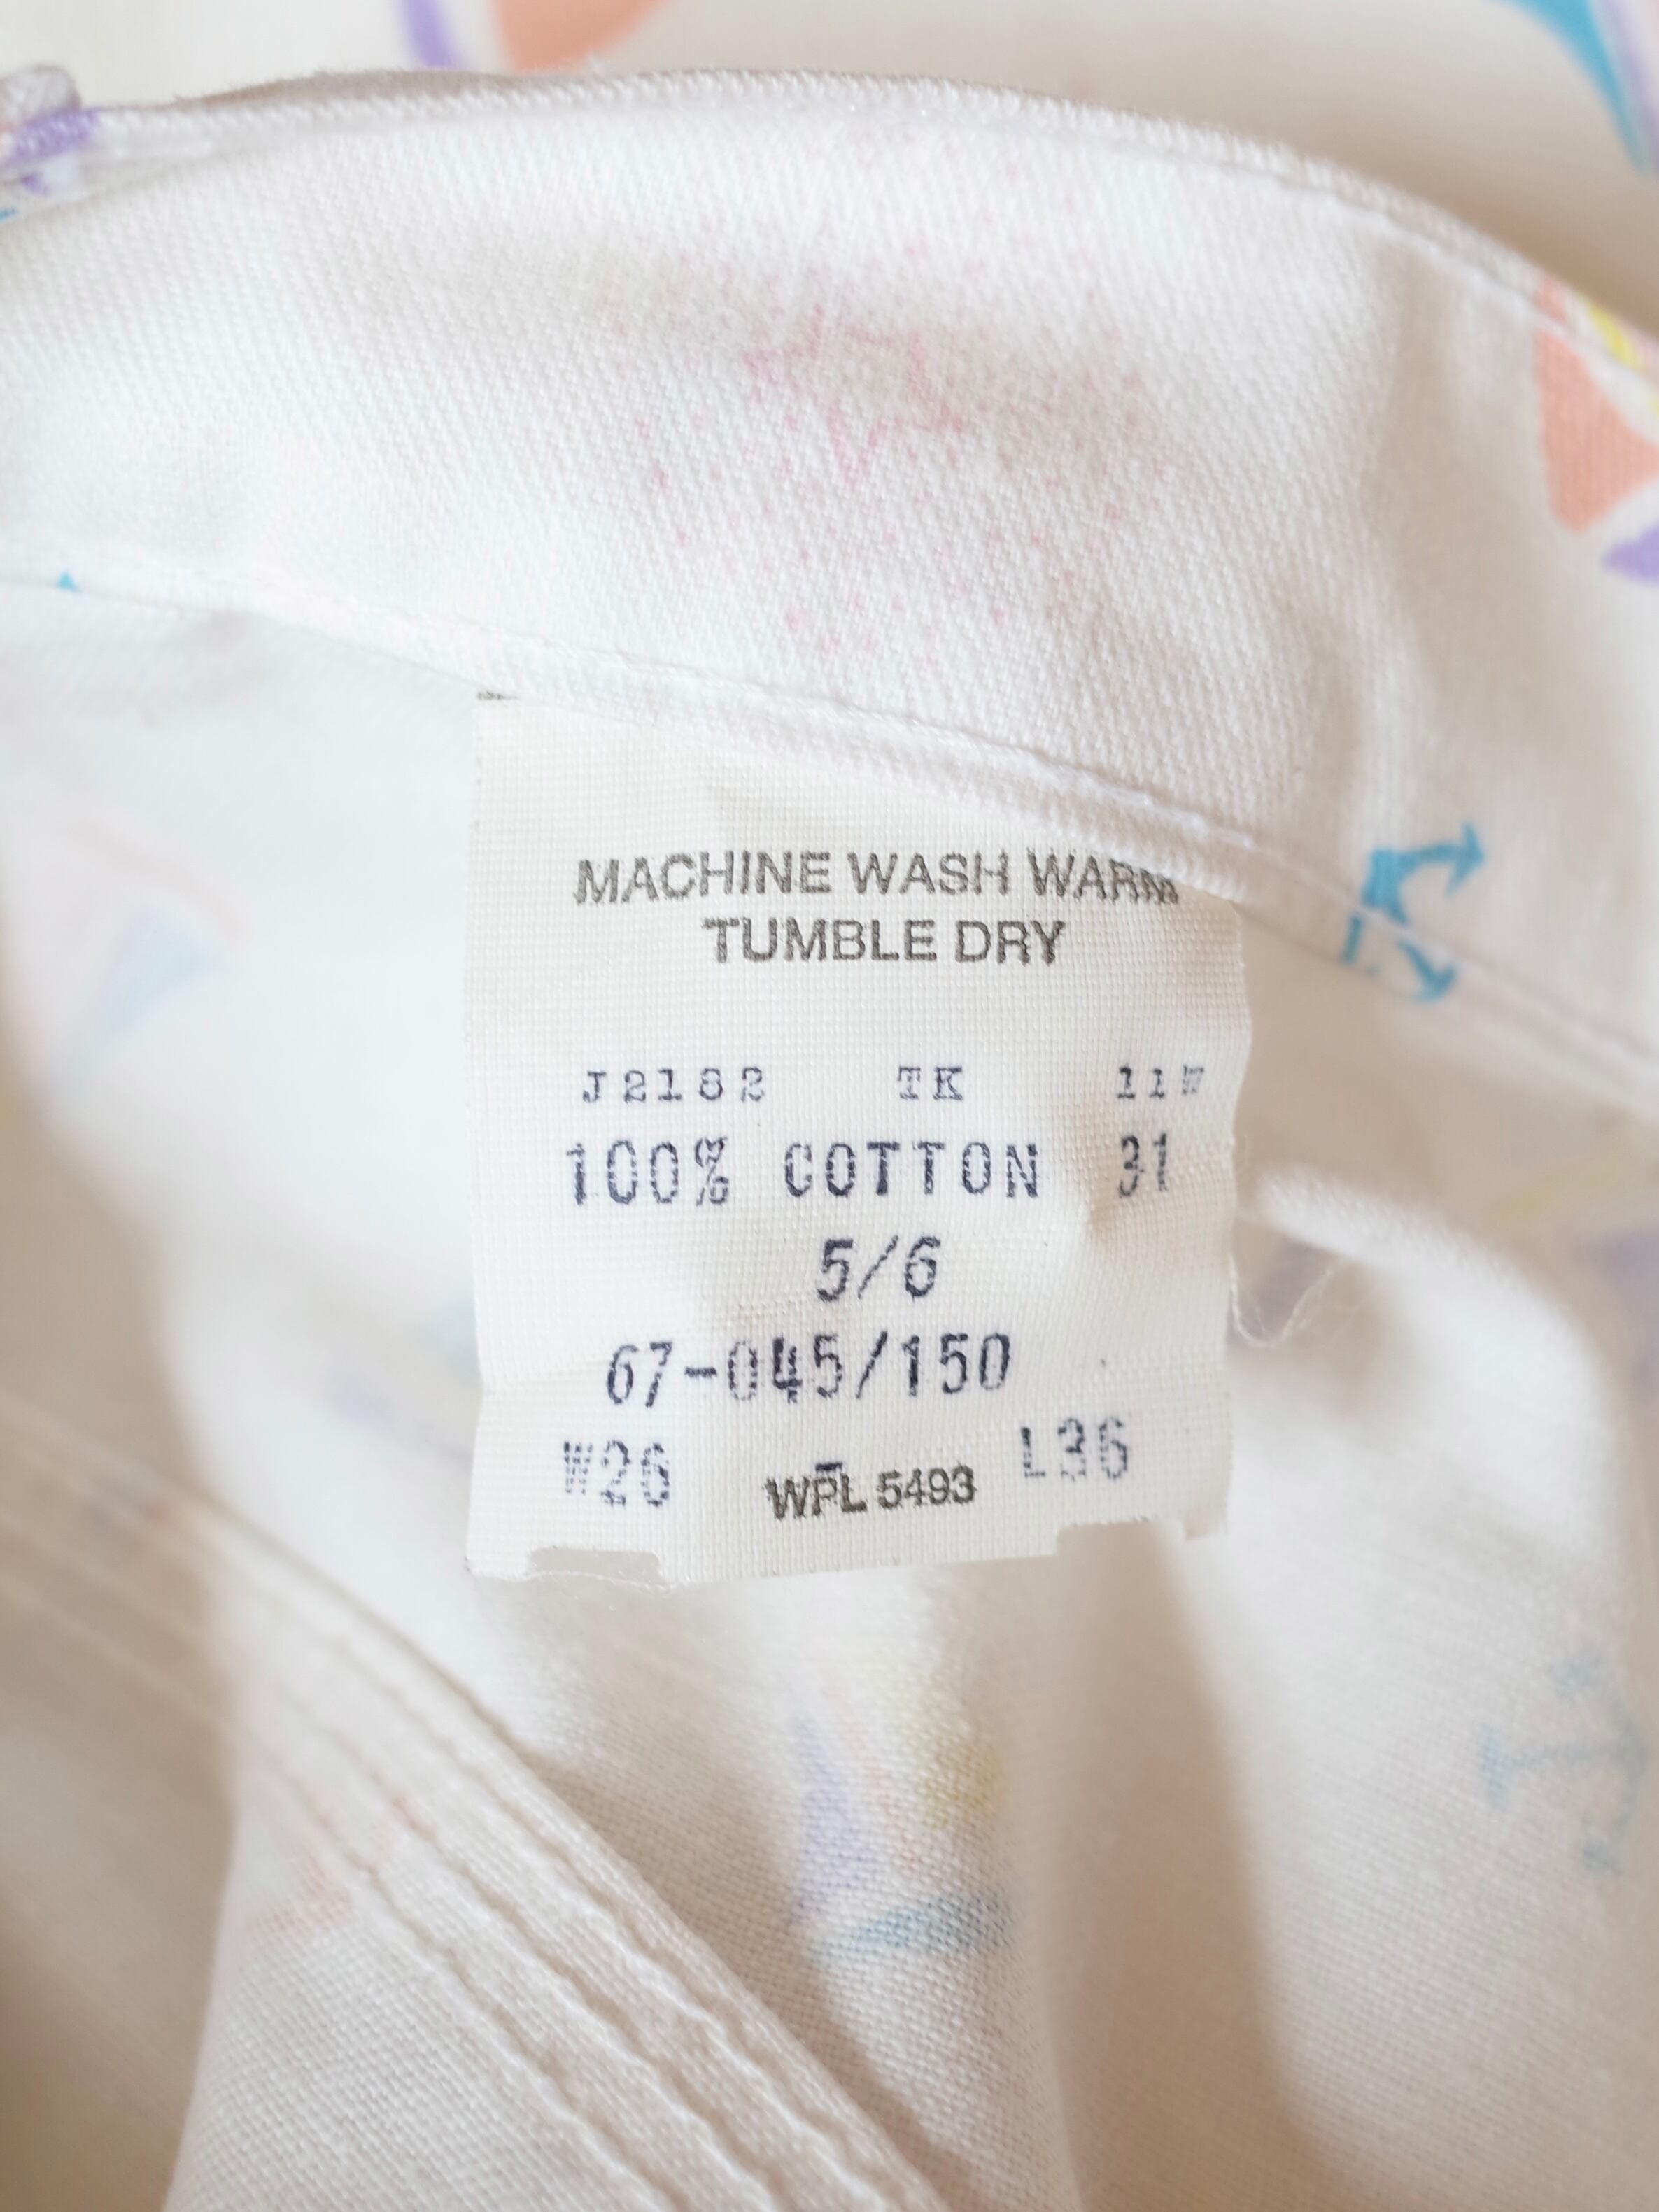 MACHINE WASH WARM
TUMBLE DRY
J2182 TK 11W
100% COTTON 31
5/6
67-045/150
W26 - L36
WPL 5493